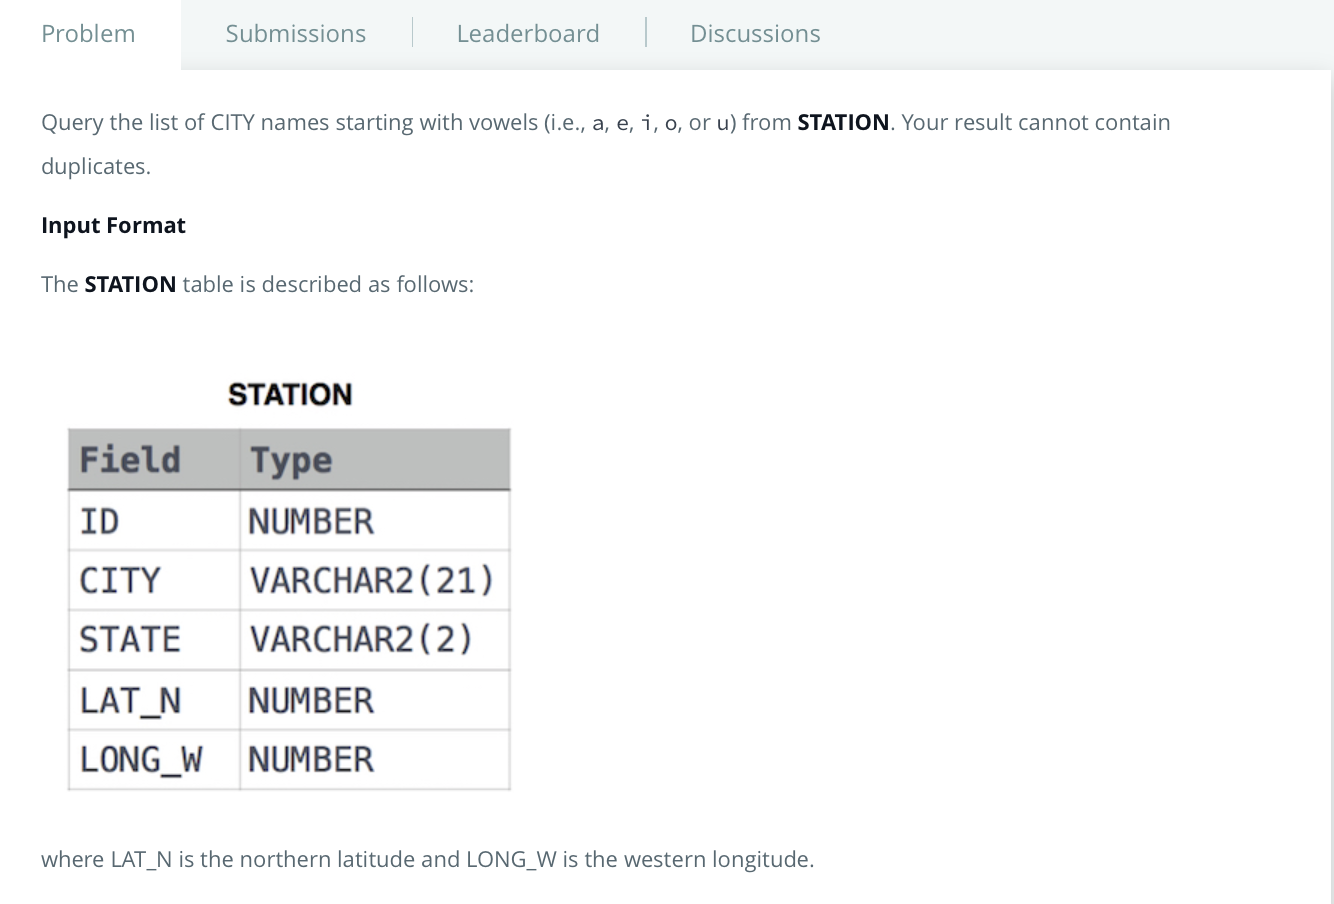 Problem
Submissions
Leaderboard
Discussions
Query the list of CITY names starting with vowels (i.e., a, e, i, o, or u) from STATION. Your result cannot contain
duplicates.
Input Format
The STATION table is described as follows:
STATION
Field Type
ID NUMBER
CITY VARCHAR2(21)
STATE VARCHAR2(2)
LAT_N NUMBER
LONG_W NUMBER
where LAT_N is the northern latitude and LONG_W is the western longitude.